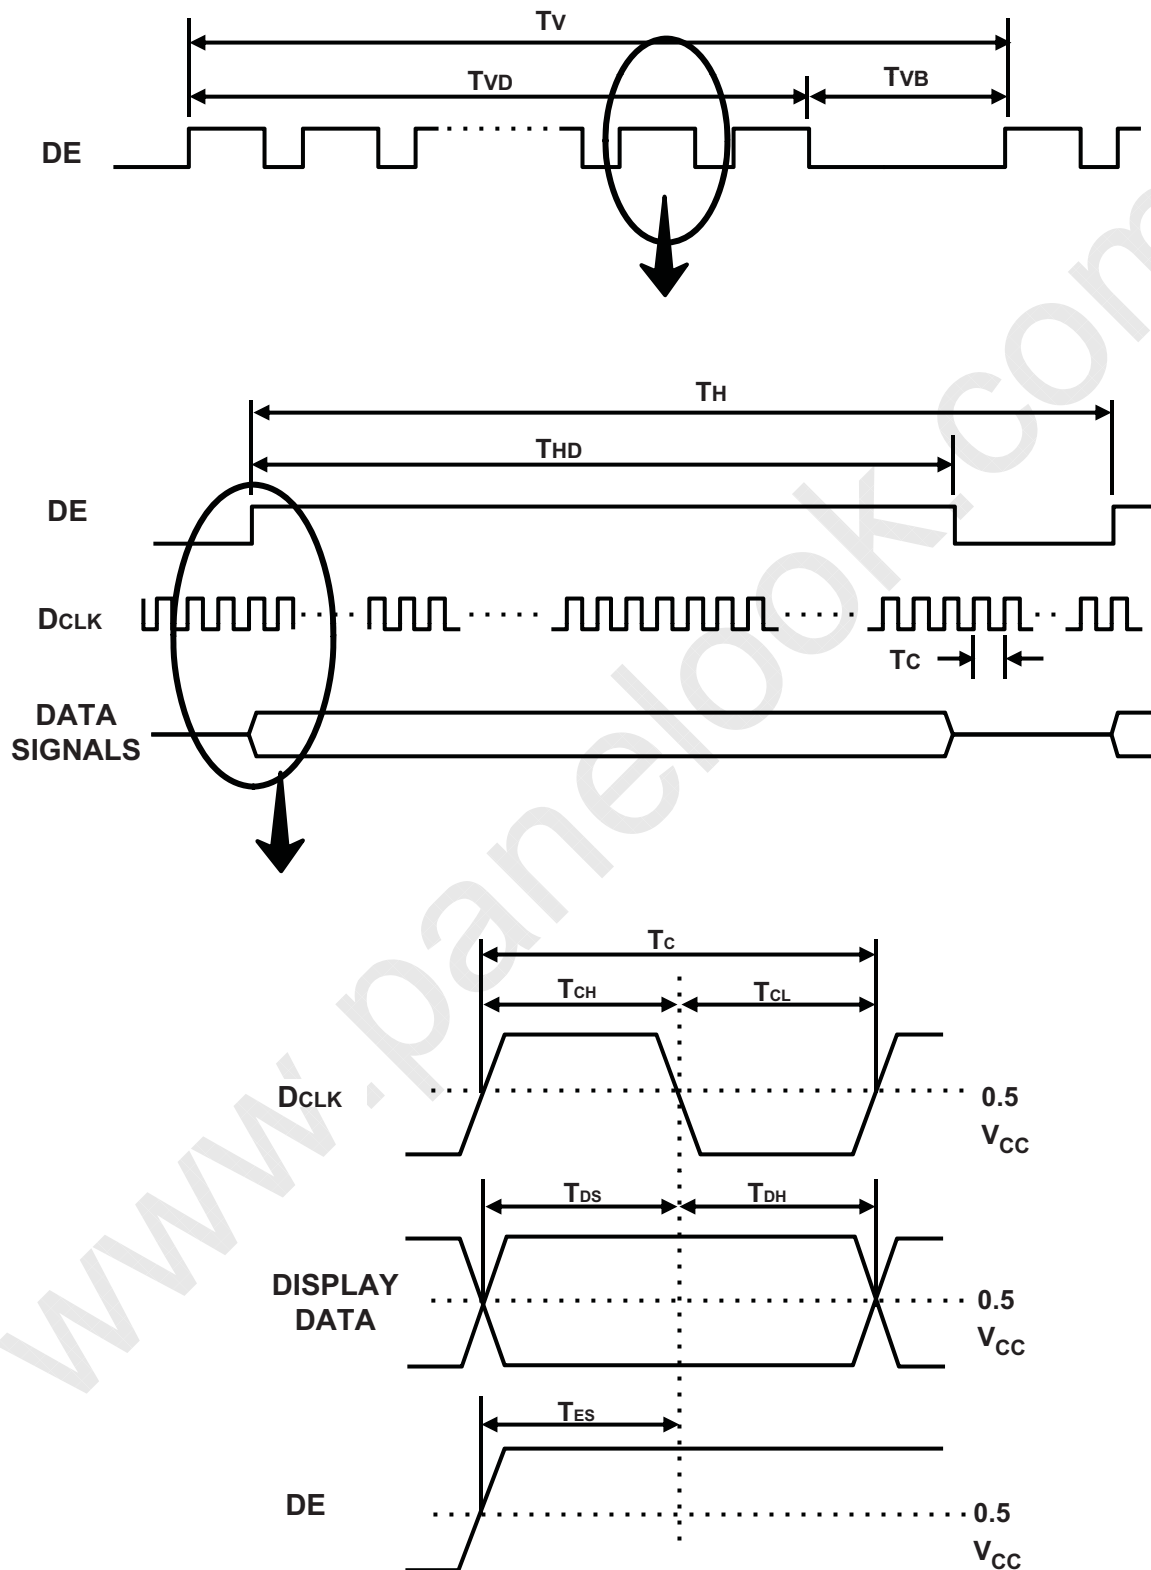 TV
TVD
TVB
DE
TH
THD
DE
DCLK
TC
DATA
SIGNALS
TC
TCH
TCL
DCLK
0.5
VCC
TDS
TDH
DISPLAY
DATA
0.5
VCC
TES
DE
0.5
VCC
www.panelook.com